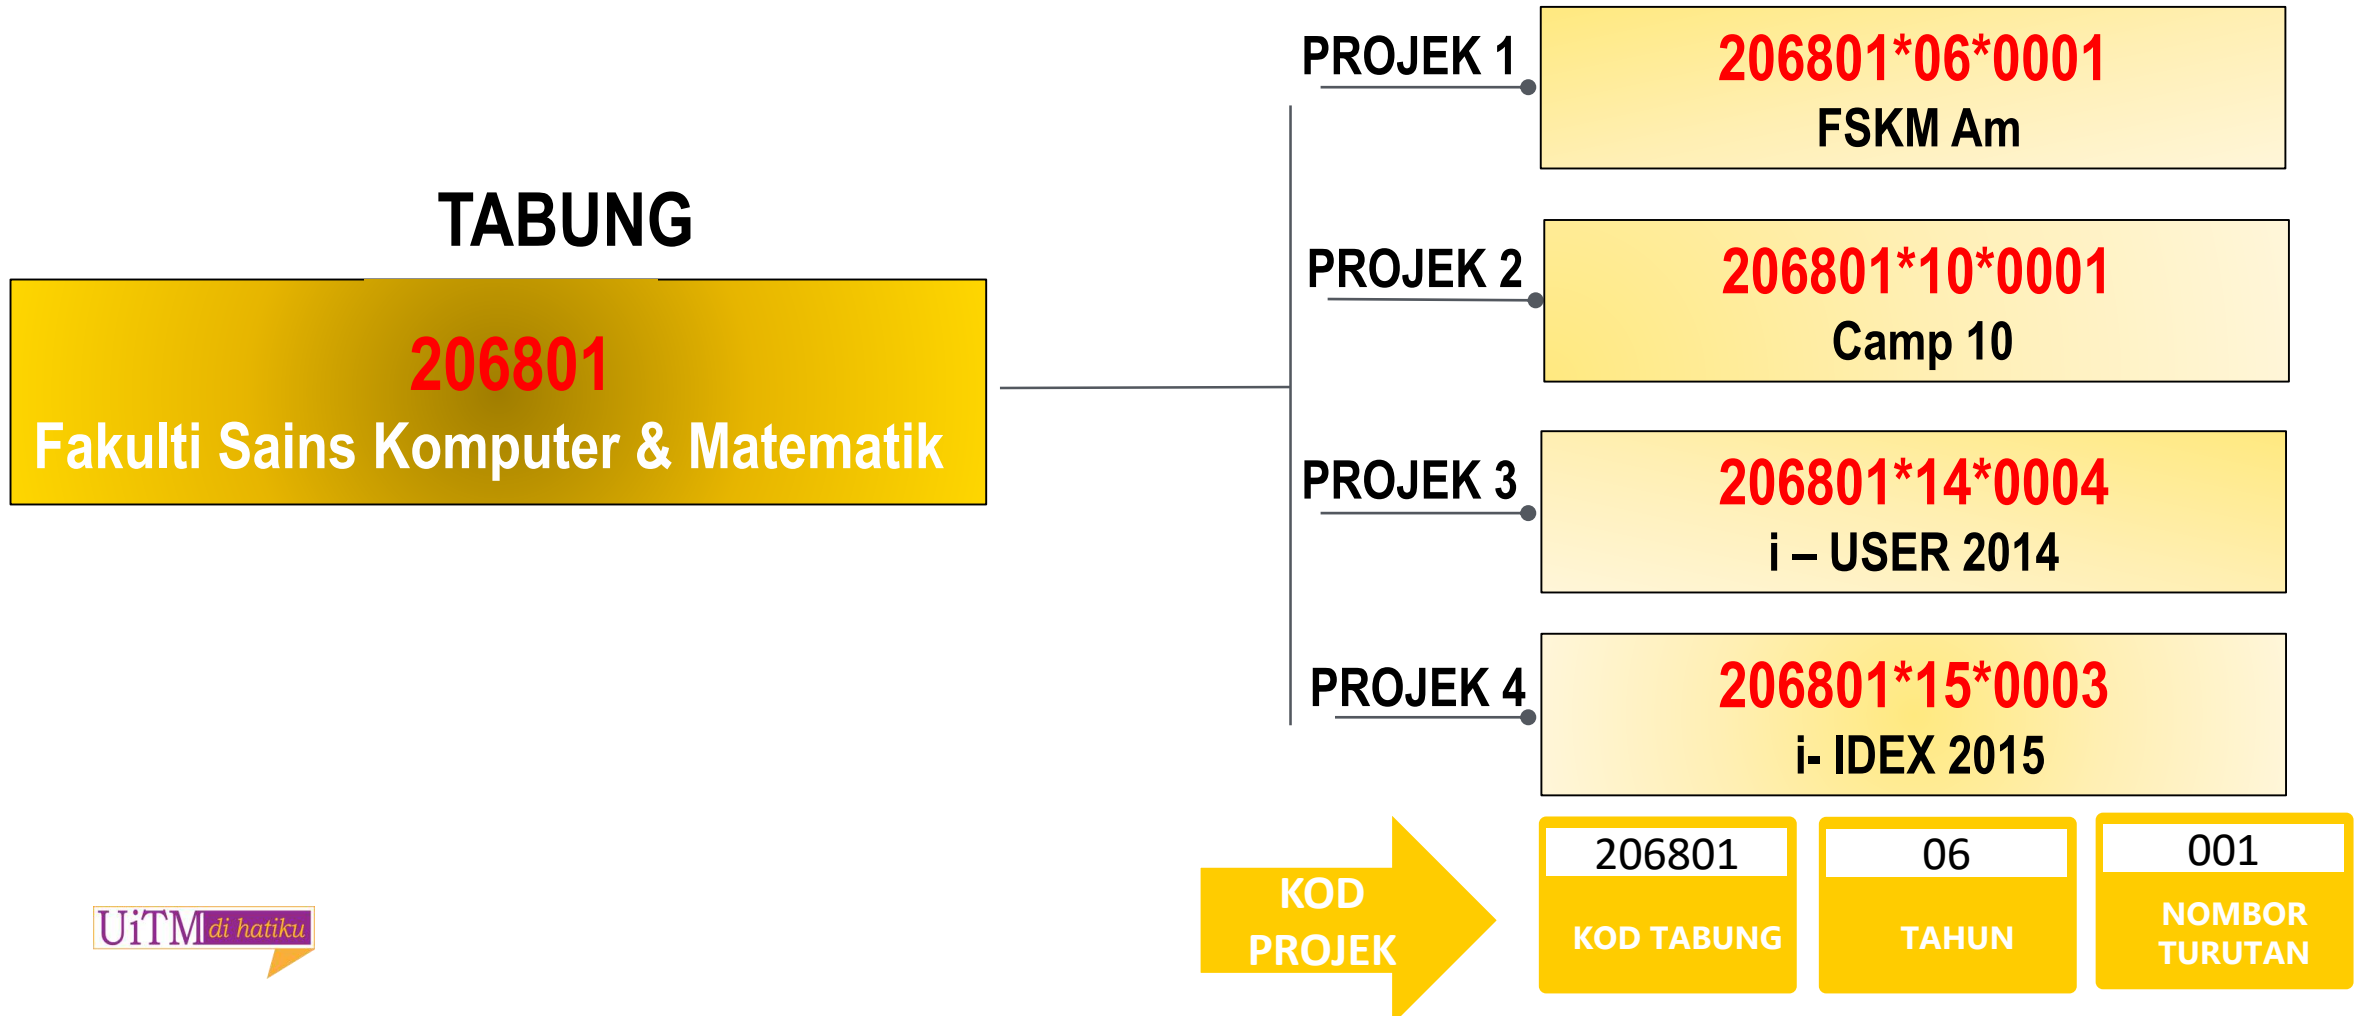 TABUNG
206801
Fakulti Sains Komputer & Matematik
PROJEK 1
206801*06*0001
FSKM Am
PROJEK 2
206801*10*0001
Camp 10
PROJEK 3
206801*14*0004
i – USER 2014
PROJEK 4
206801*15*0003
i- IDEX 2015
KOD
PROJEK
206801
KOD TABUNG
06
TAHUN
001
NOMBOR
TURUTAN
UiTM di hatiku